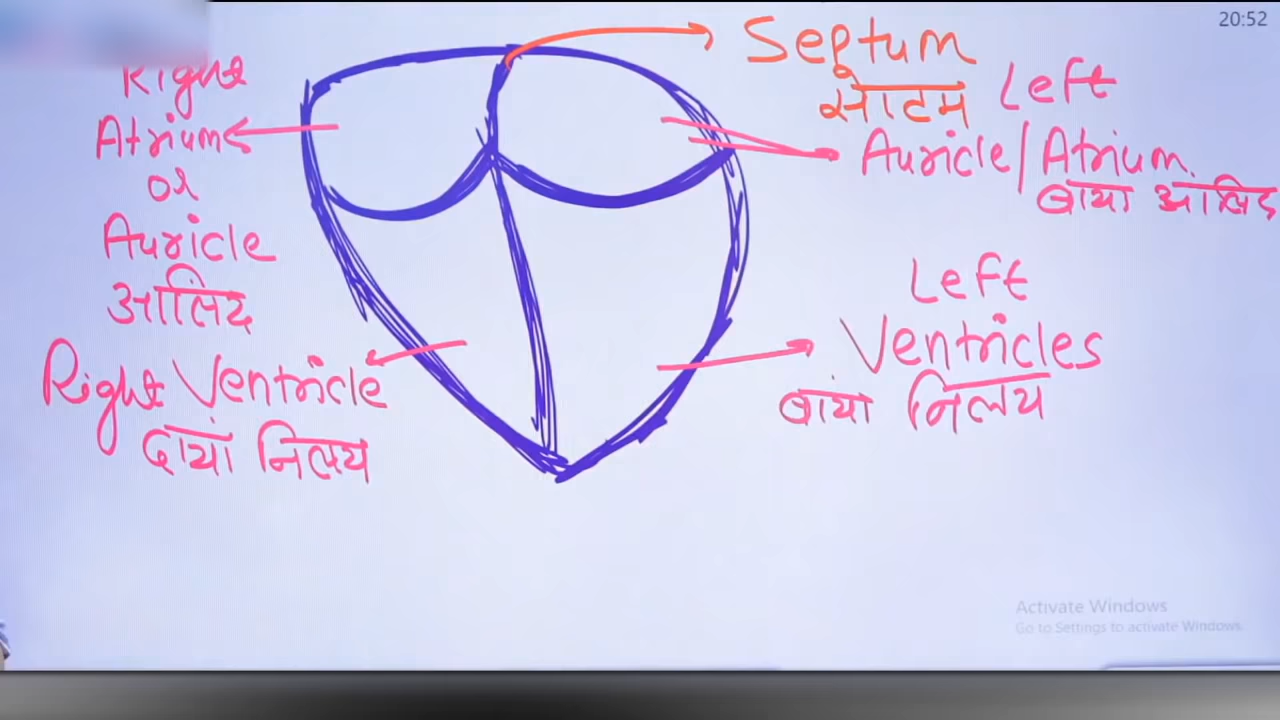 20:52
Septum
सेप्टम
Right
Atrium
or
Auricle
आलिंद
Left
Auricle/Atrium
बाया आलिंद
Left
Ventricles
बांया निलय
Right Ventricle
दायां निलय
Activate Windows
Go to Settings to activate Windows.